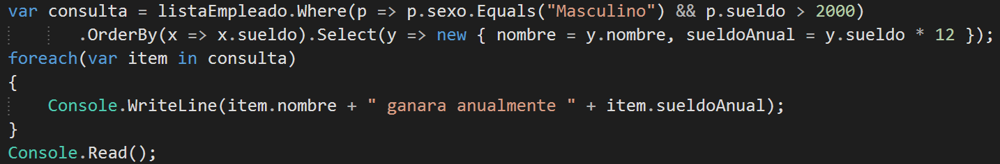 var consulta = listaEmpleado.Where(p => p.sexo.Equals("Masculino") && p.sueldo > 2000)
.OrderBy(x => x.sueldo).Select(y => new { nombre = y.nombre, sueldoAnual = y.sueldo * 12 });
foreach(var item in consulta)
{
Console.WriteLine(item.nombre + " ganara anualmente " + item.sueldoAnual);
}
Console.Read();